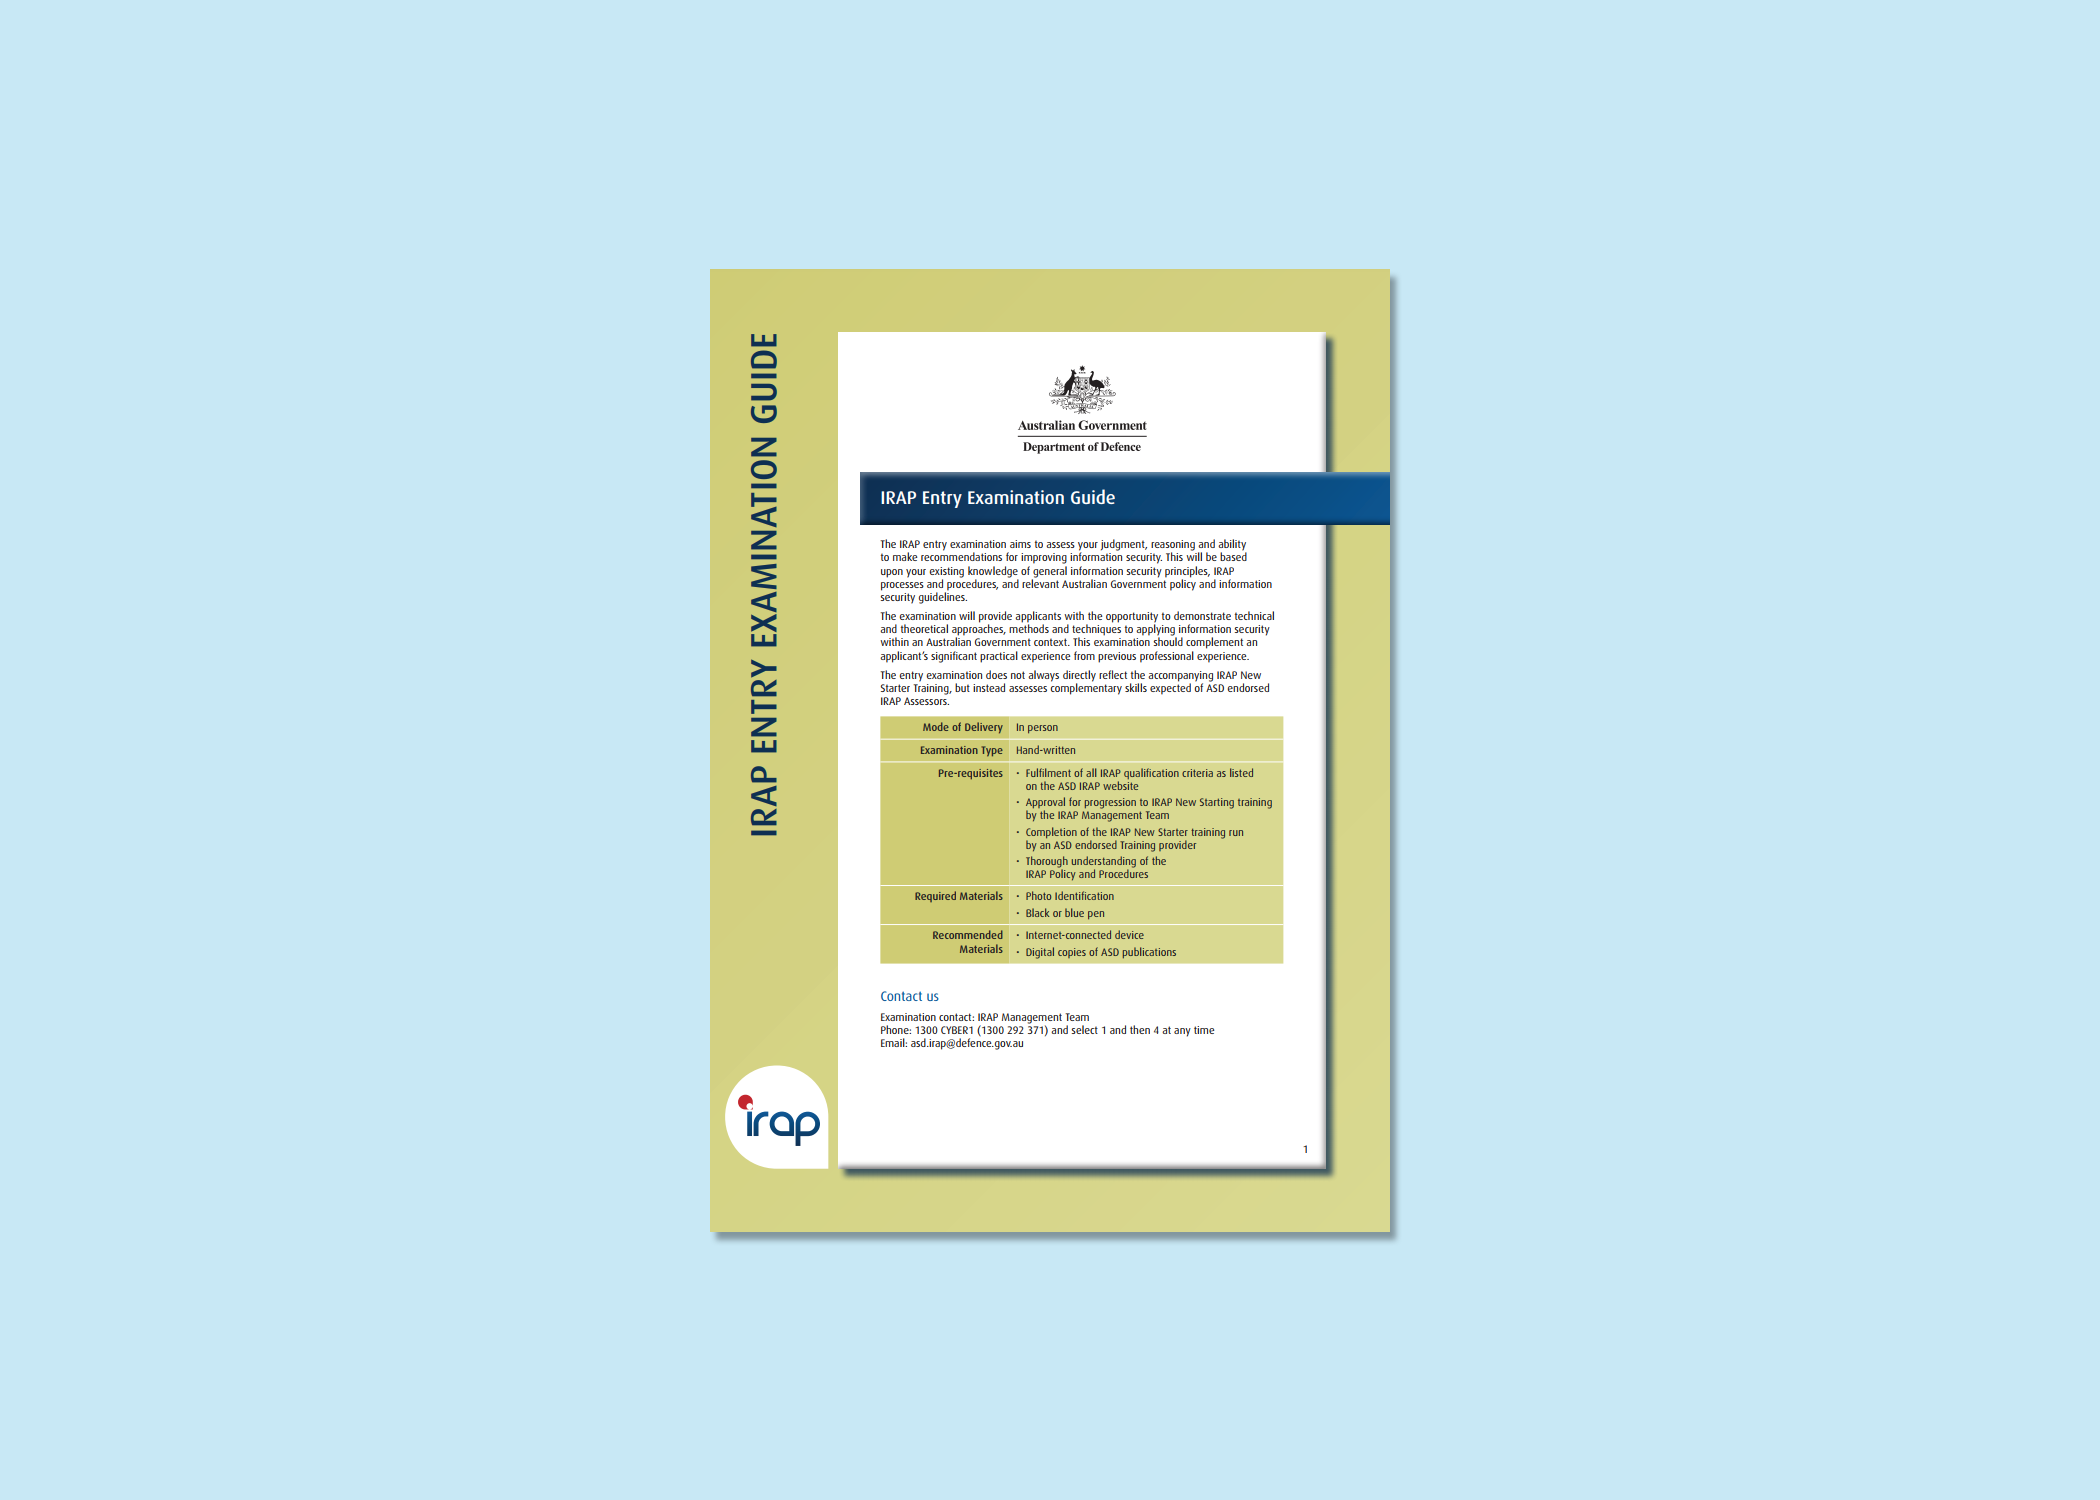 IRAP ENTRY EXAMINATION GUIDE
Australian Government
Department of Defence
IRAP Entry Examination Guide
The IRAP entry examination aims to assess your judgment, reasoning and ability
to make recommendations for improving information security. This will be based
upon your existing knowledge of general information security principles, IRAP
processes and procedures, and relevant Australian Government policy and information
security guidelines.
The examination will provide applicants with the opportunity to demonstrate technical
and theoretical approaches, methods and techniques to applying information security
within an Australian Government context. This examination should complement an
applicant's significant practical experience from previous professional experience.
The entry examination does not always directly reflect the accompanying IRAP New
Starter Training, but instead assesses complementary skills expected of ASD endorsed
IRAP Assessors.
Mode of Delivery In person
Examination Type Hand-written
Pre-requisites • Fulfilment of all IRAP qualification criteria as listed
on the ASD IRAP website
• Approval for progression to IRAP New Starting training
by the IRAP Management Team
• Completion of the IRAP New Starter training run
by an ASD endorsed Training provider
• Thorough understanding of the
IRAP Policy and Procedures
Required Materials • Photo Identification
• Black or blue pen
Recommended Materials • Internet-connected device
• Digital copies of ASD publications
Contact us
Examination contact: IRAP Management Team
Phone: 1300 CYBER1 (1300 292 371) and select 1 and then 4 at any time
Email: asd.irap@defence.gov.au
irap
1